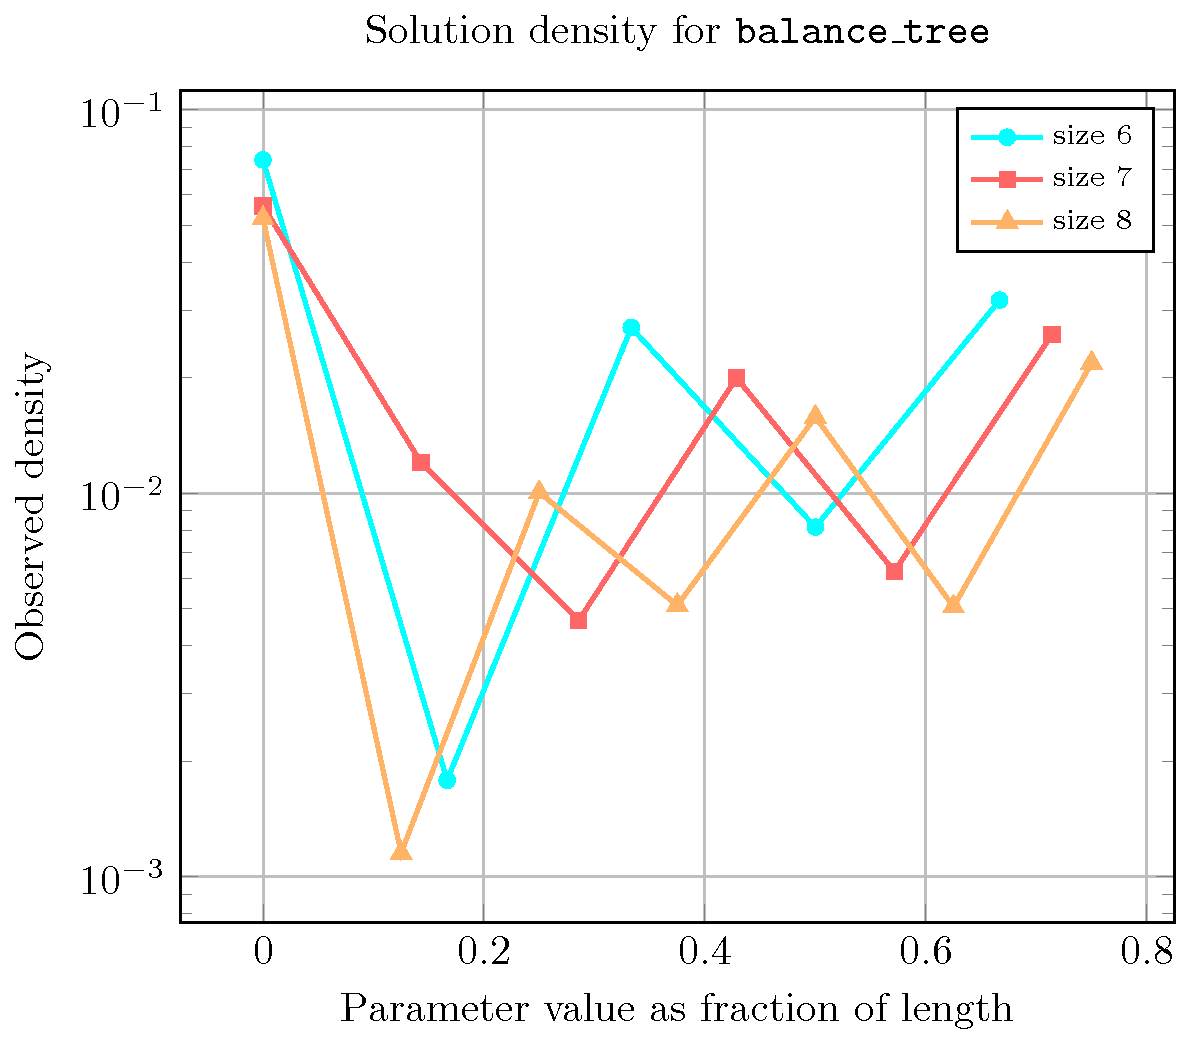 Solution density for balance_tree
10⁻¹
size 6
size 7
size 8
Observed density
10⁻²
10⁻³
0 0.2 0.4 0.6 0.8
Parameter value as fraction of length